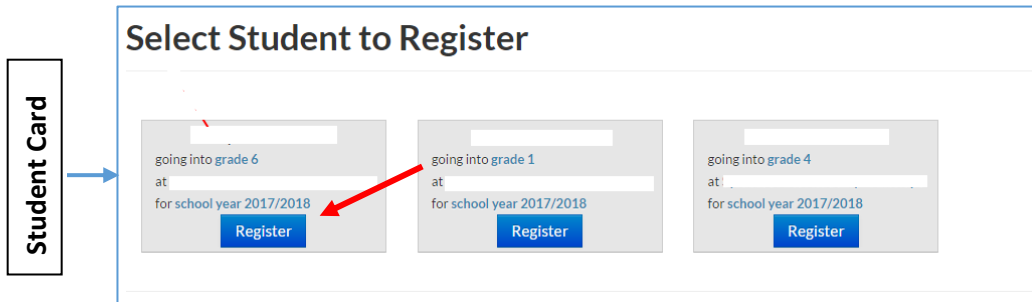 Student Card
Select Student to Register
going into grade 6
at
for school year 2017/2018
Register
going into grade 1
at
for school year 2017/2018
Register
going into grade 4
at
for school year 2017/2018
Register